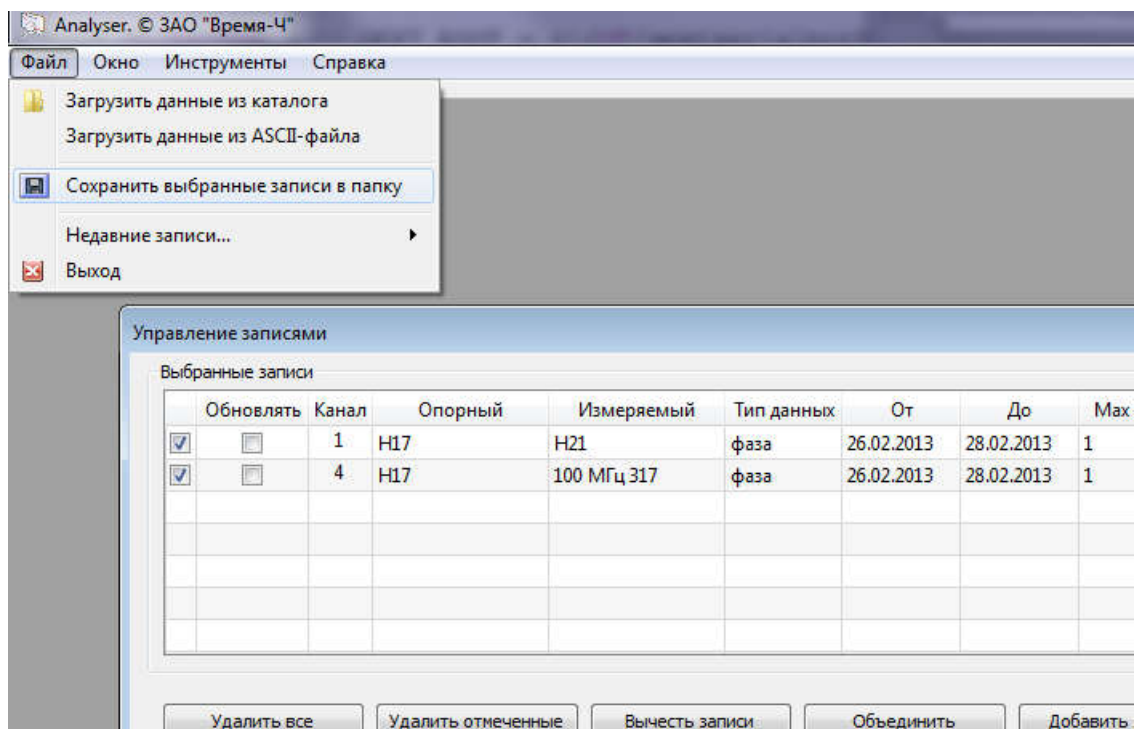 Analyser. © ЗАО "Время-Ч"
Файл Окно Инструменты Справка
Загрузить данные из каталога
Загрузить данные из ASCII-файла
Сохранить выбранные записи в папку
Недавние записи...
Выход
Управление записями
Выбранные записи
Обновлять Канал Опорный Измеряемый Тип данных От До Max
1 H17 H21 фаза 26.02.2013 28.02.2013 1
4 H17 100 МГц 317 фаза 26.02.2013 28.02.2013 1
Удалить все Удалить отмеченные Вычесть записи Объединить Добавить